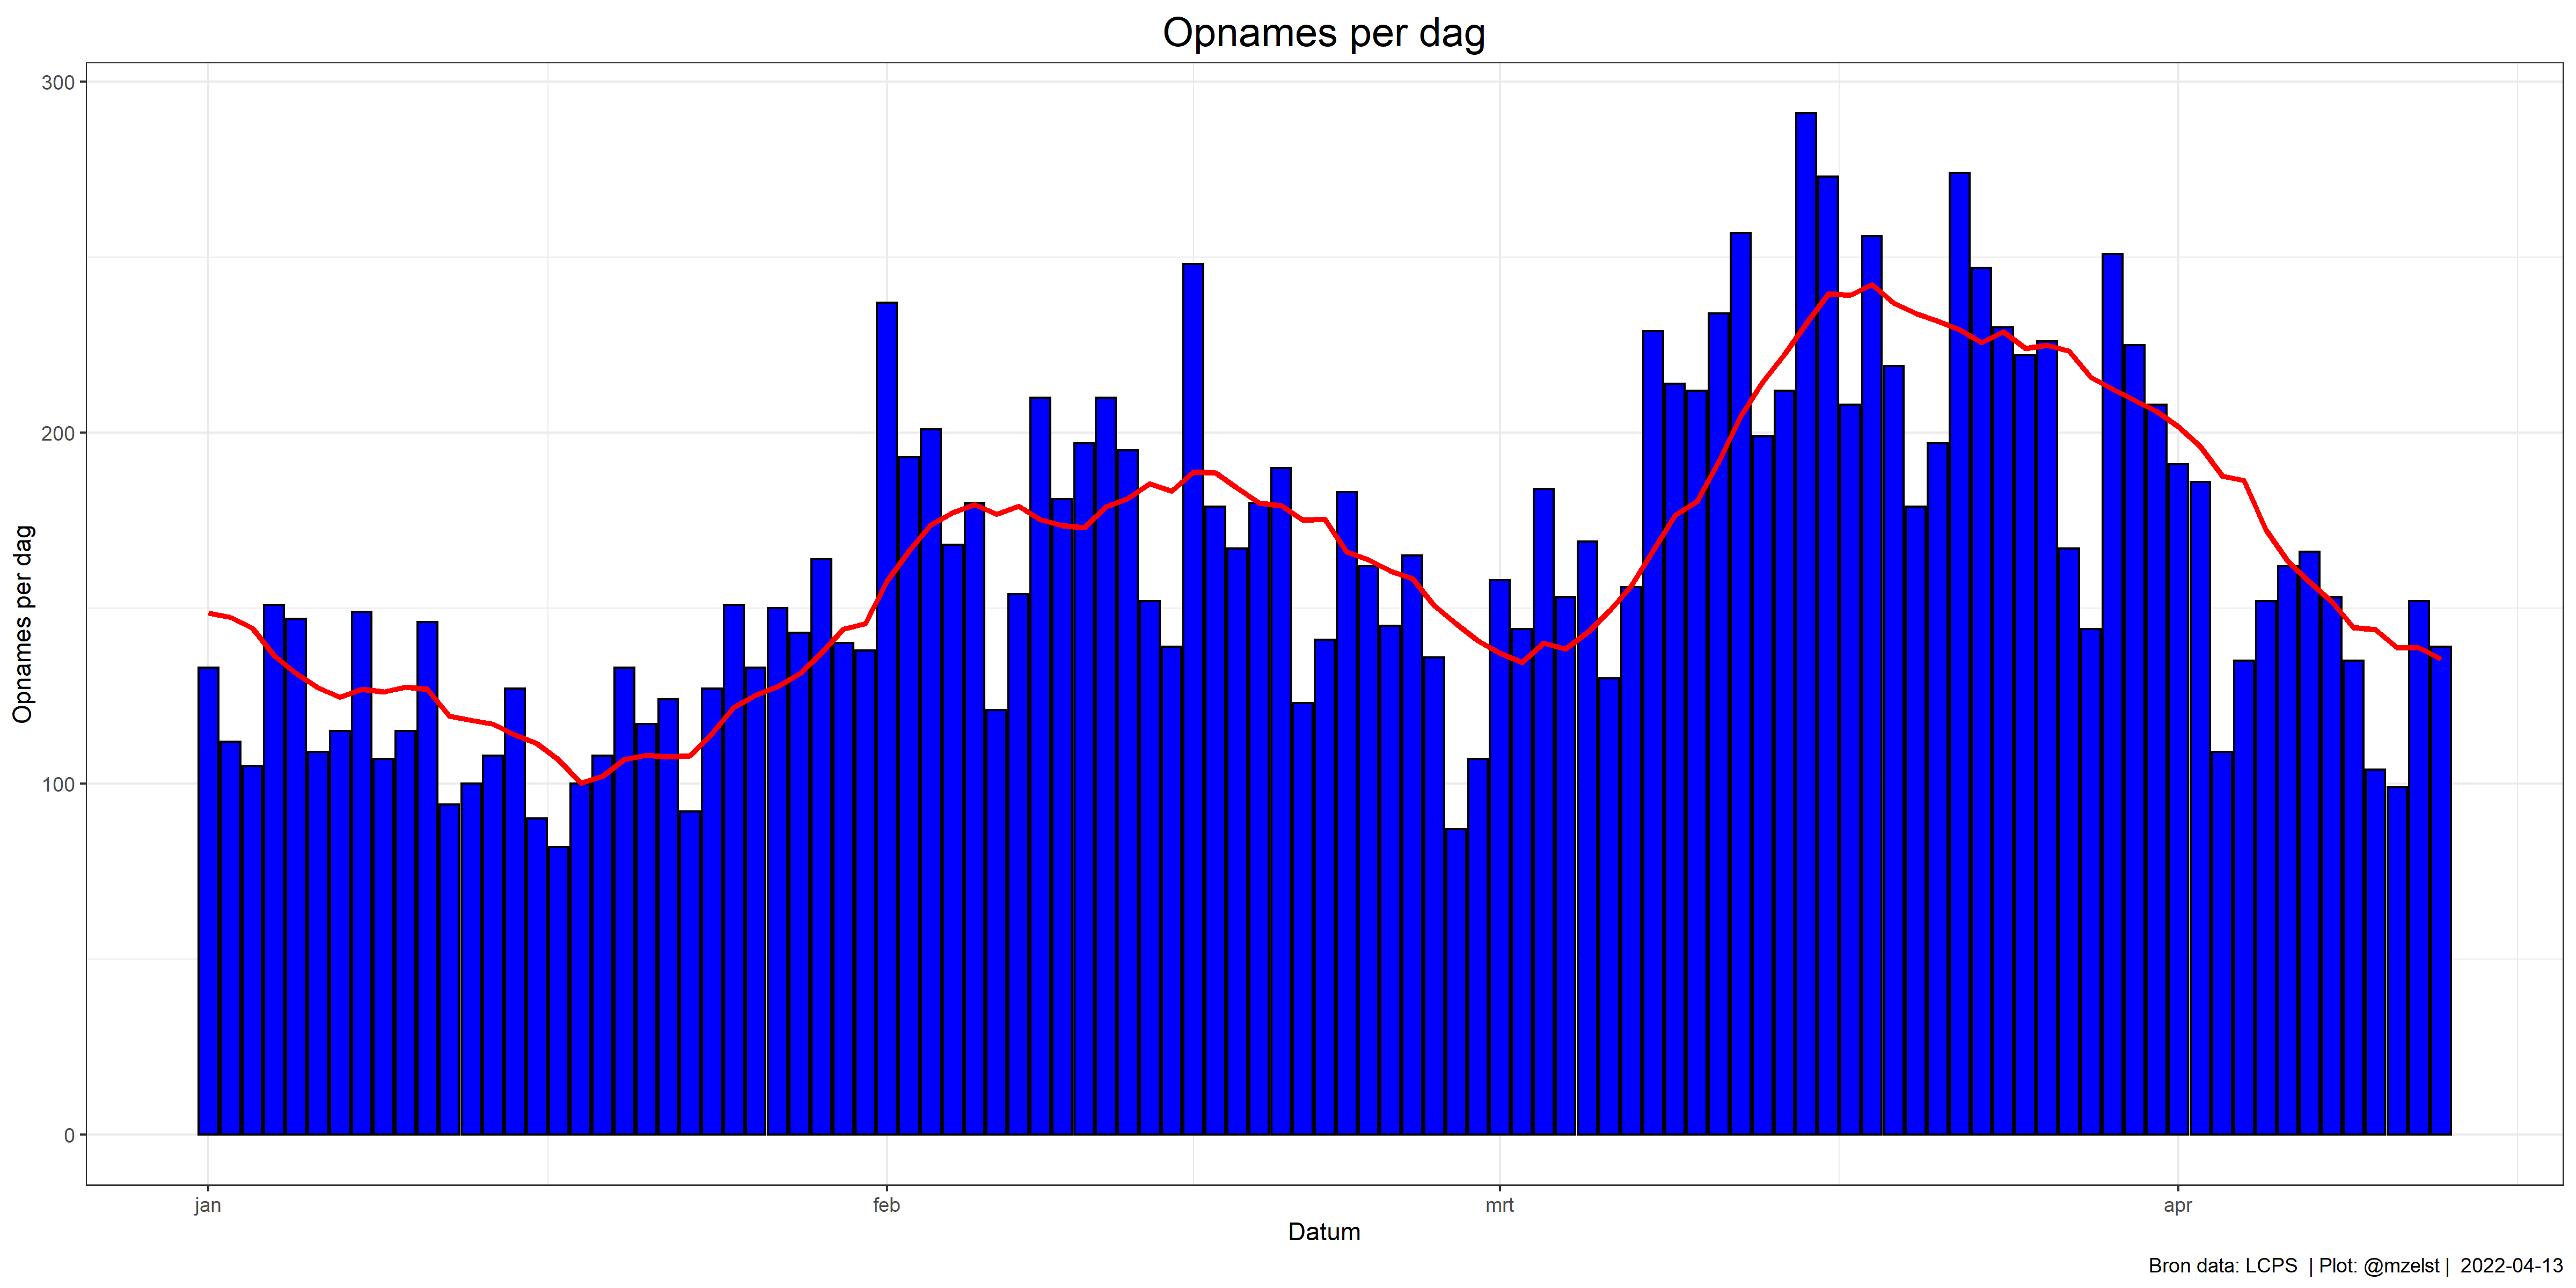 Opnames per dag
Opnames per dag
300
200
100
0
jan feb mrt apr
Datum
Bron data: LCPS | Plot: @mzelst | 2022-04-13